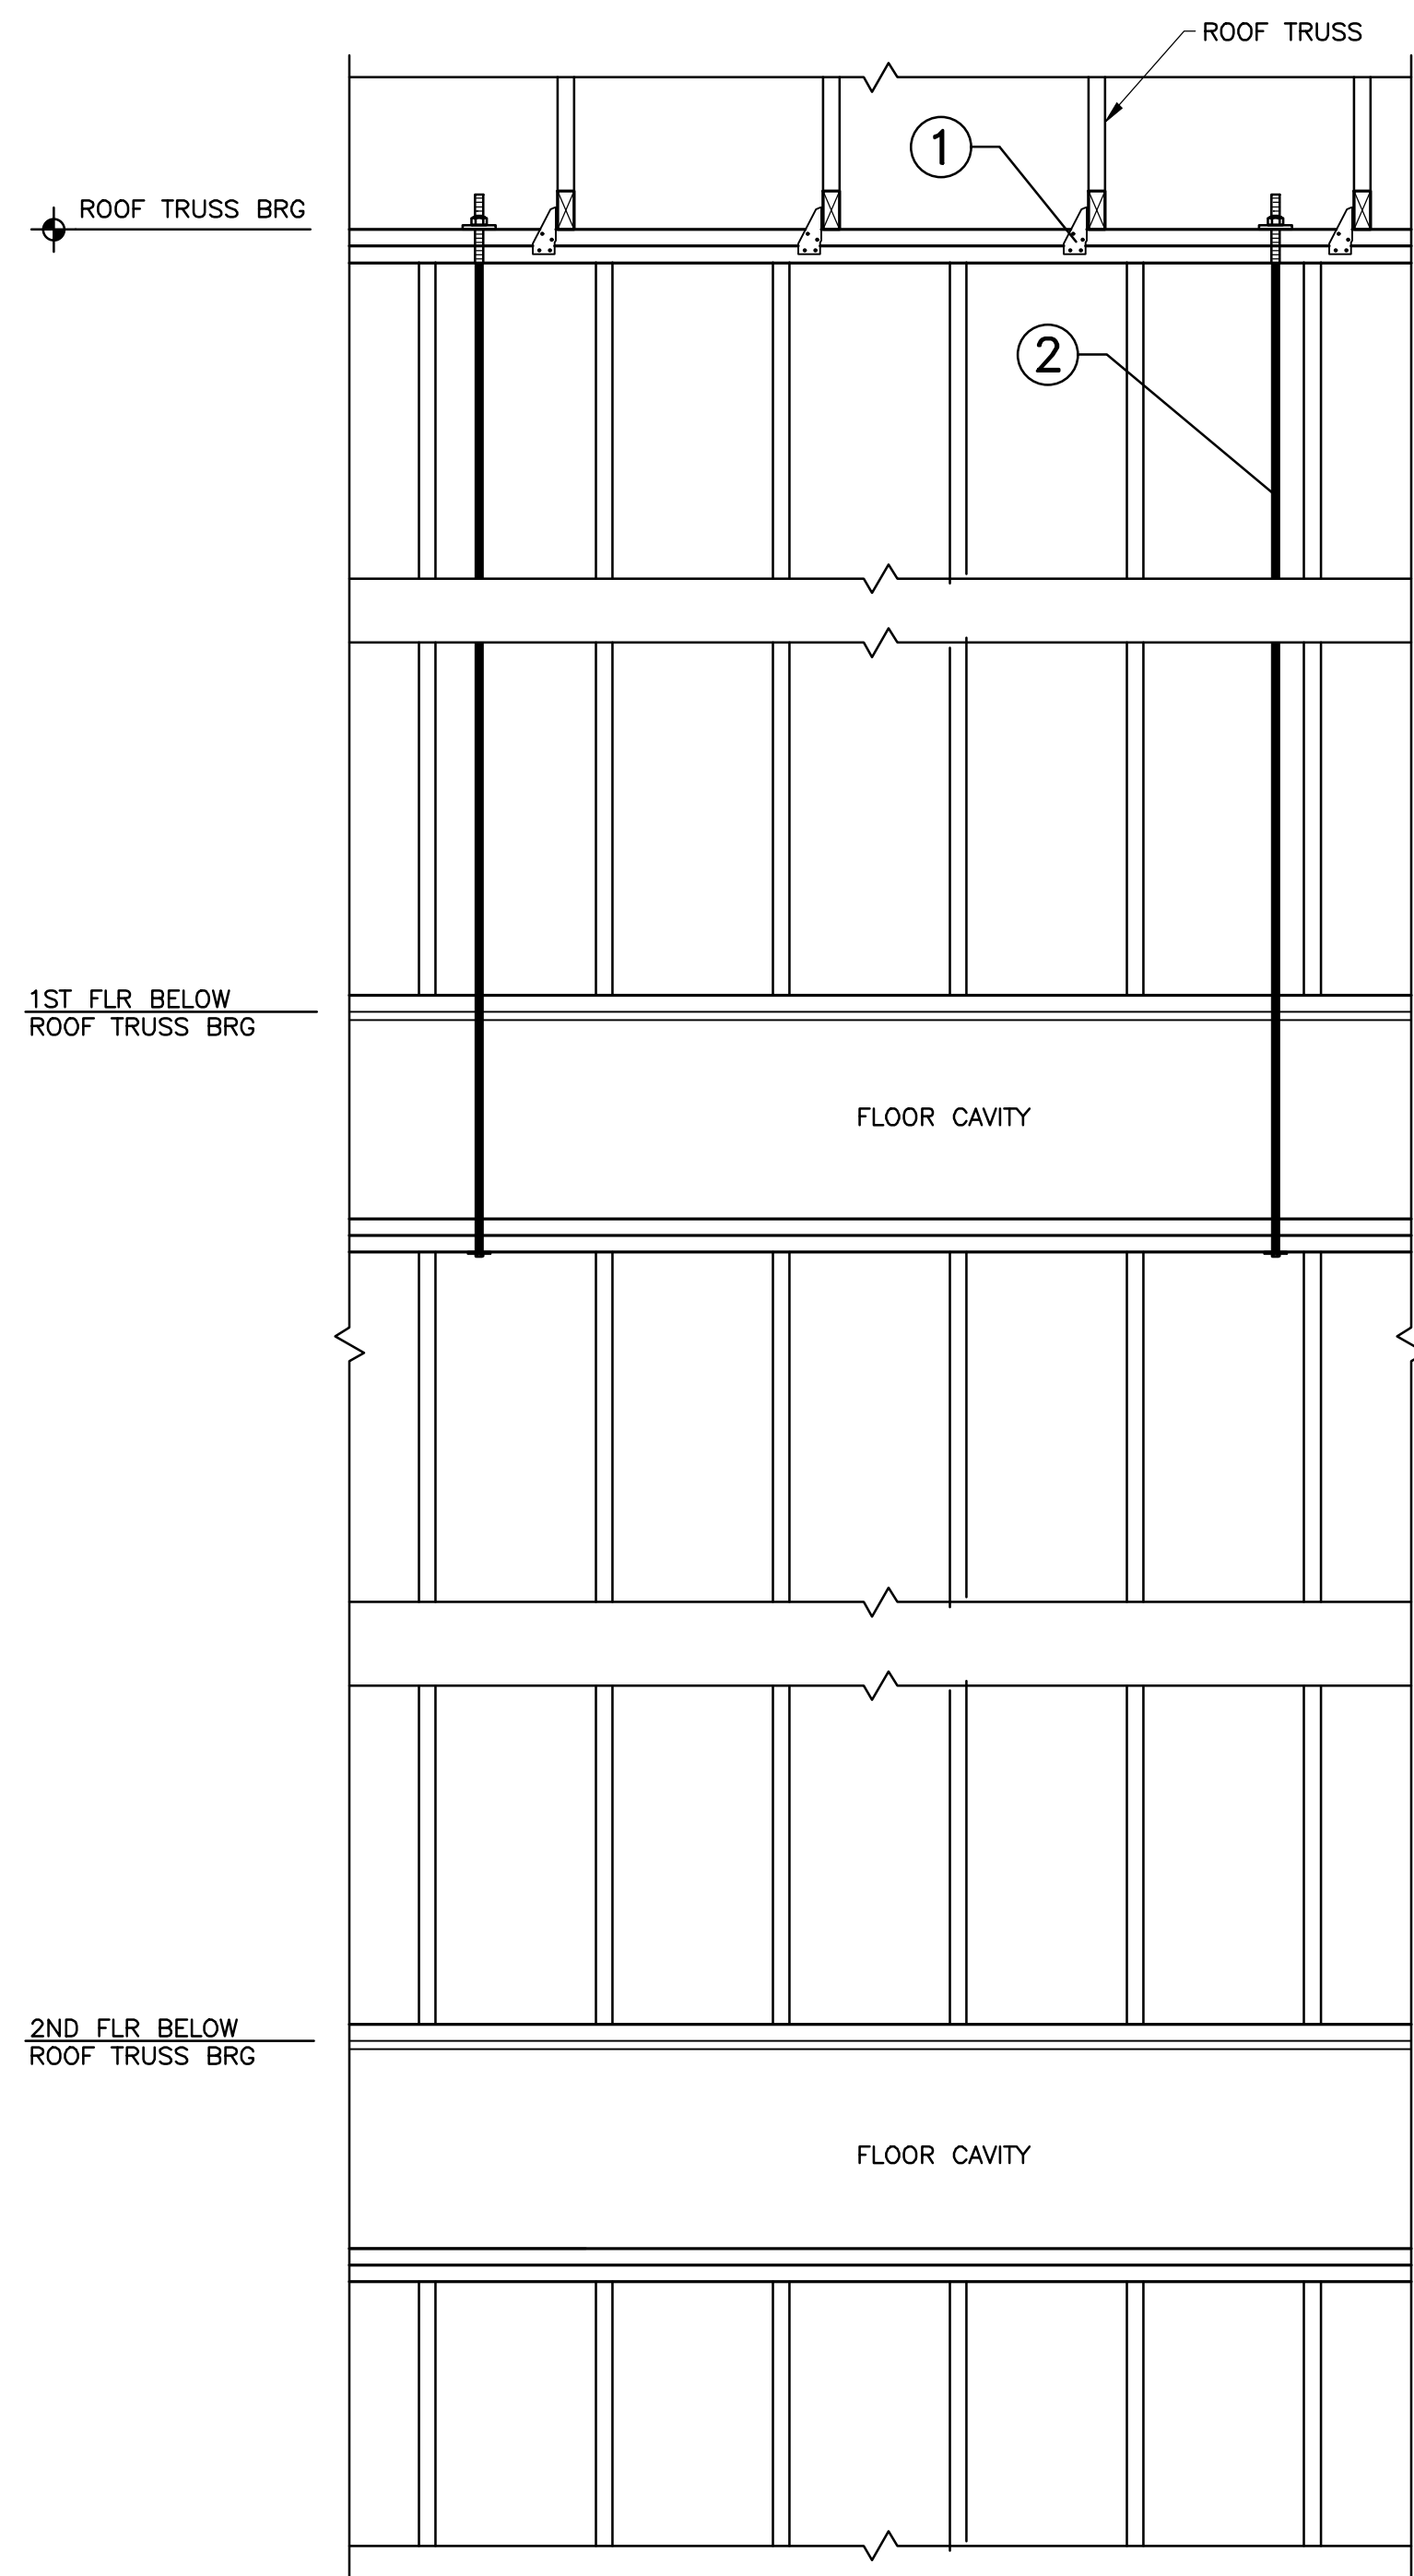 ROOF TRUSS
1
ROOF TRUSS BRG
2
1ST FLR BELOW
ROOF TRUSS BRG
FLOOR CAVITY
2ND FLR BELOW
ROOF TRUSS BRG
FLOOR CAVITY